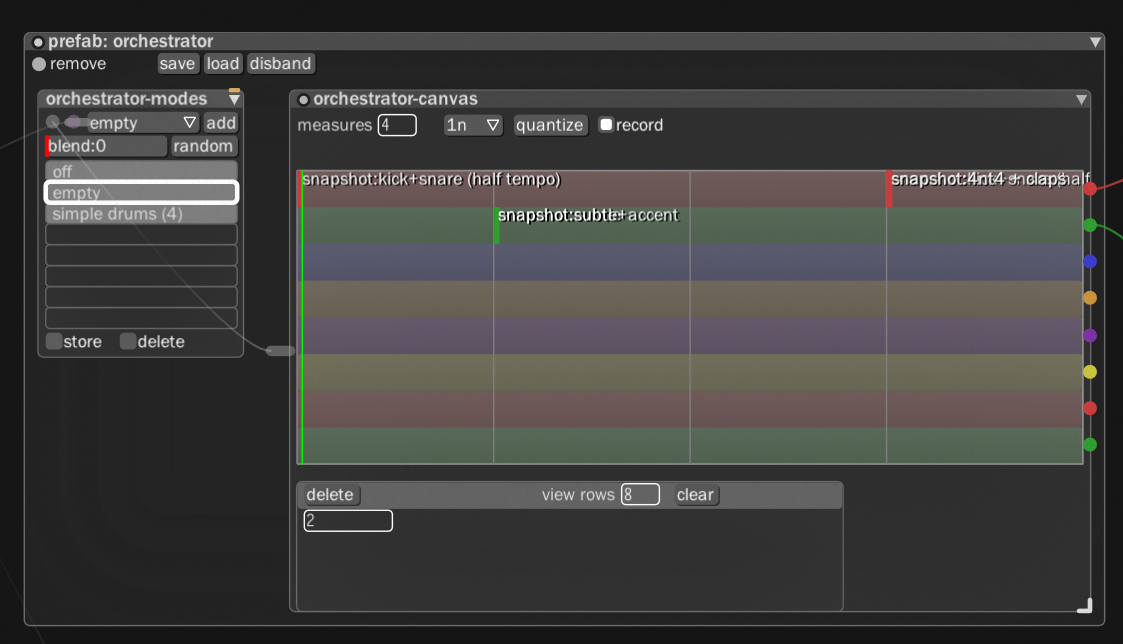 prefab: orchestrator
remove save load disband
orchestrator-modes
empty add
blend:0 random
off
empty
simple drums (4)
store delete
orchestrator-canvas
measures 4 1n quantize record
snapshot:kick+snare (half tempo)
snapshot:4nt4 + claps
snapshot:subtle+accent
delete view rows 8 clear
2